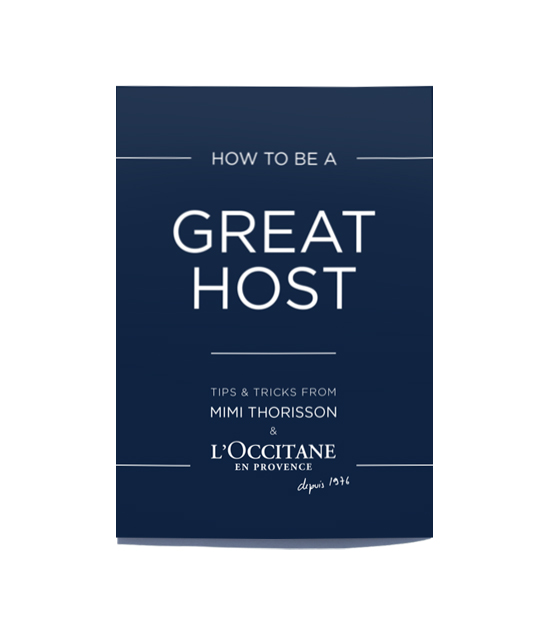 HOW TO BE A
GREAT
HOST
TIPS & TRICKS FROM
MIMI THORISSON
&
L'OCCITANE
EN PROVENCE
depuis 1976